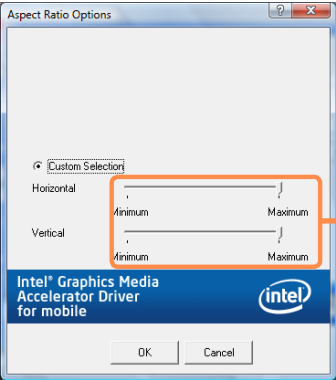 Aspect Ratio Options
Custom Selection
Horizontal
Minimum Maximum
Vertical
Minimum Maximum
Intel® Graphics Media
Accelerator Driver
for mobile
intel
OK Cancel